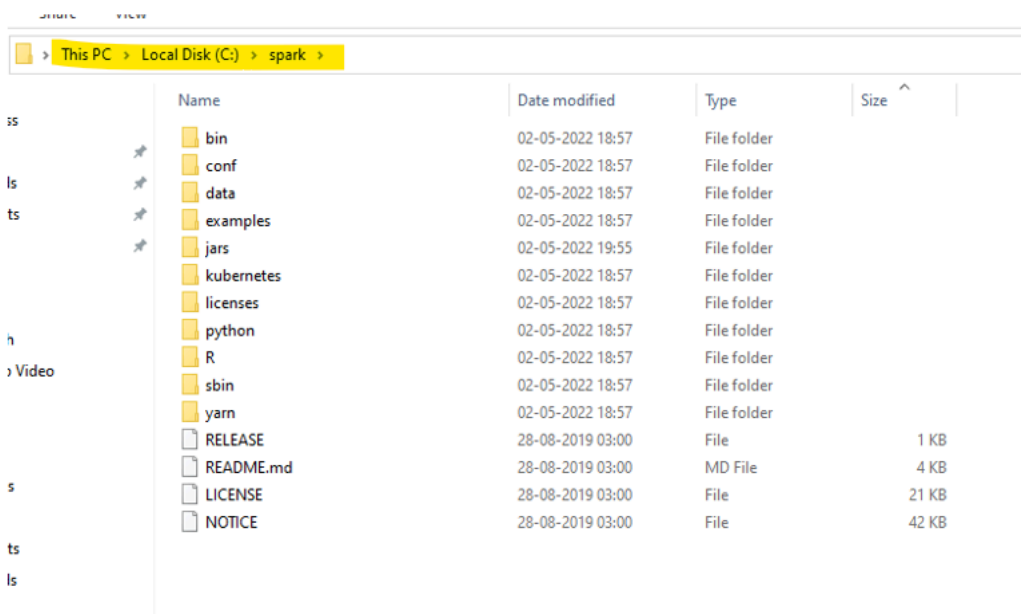 This PC > Local Disk (C:) > spark >
Name Date modified Type Size
ss
bin 02-05-2022 18:57 File folder
conf 02-05-2022 18:57 File folder
ls
data 02-05-2022 18:57 File folder
ts
examples 02-05-2022 18:57 File folder
jars 02-05-2022 19:55 File folder
kubernetes 02-05-2022 18:57 File folder
licenses 02-05-2022 18:57 File folder
h
python 02-05-2022 18:57 File folder
R 02-05-2022 18:57 File folder
Video
sbin 02-05-2022 18:57 File folder
yarn 02-05-2022 18:57 File folder
RELEASE 28-08-2019 03:00 File 1 KB
README.md 28-08-2019 03:00 MD File 4 KB
s
LICENSE 28-08-2019 03:00 File 21 KB
NOTICE 28-08-2019 03:00 File 42 KB
ts
ls